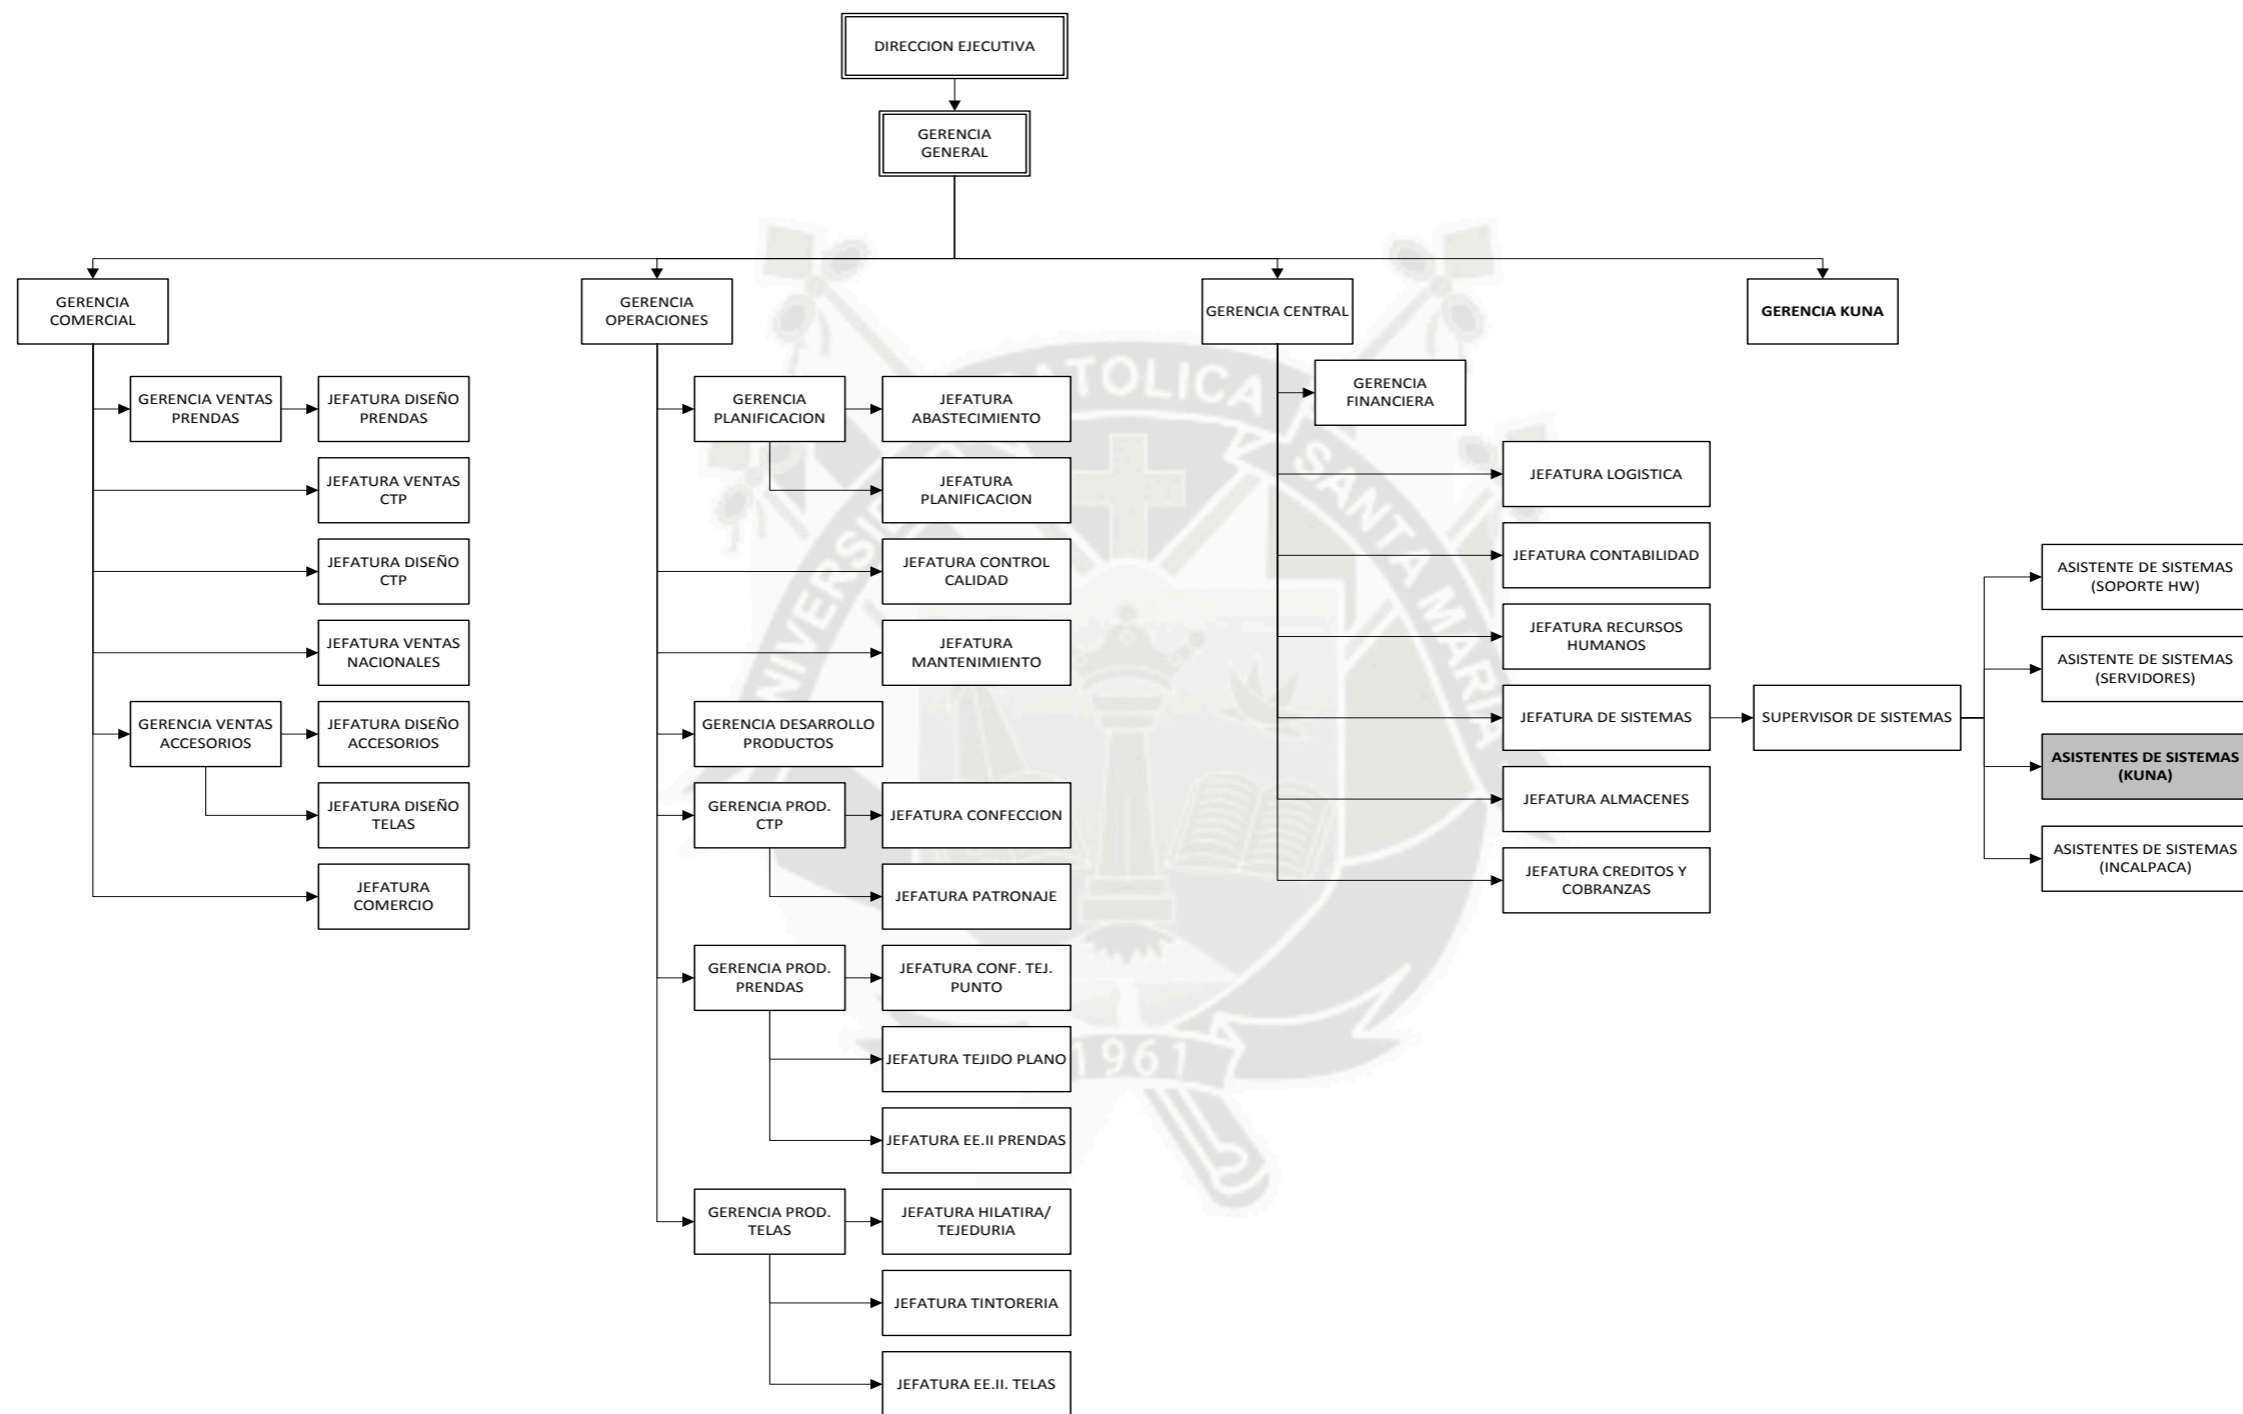 DIRECCION EJECUTIVA
GERENCIA
GENERAL
GERENCIA
COMERCIAL
GERENCIA
OPERACIONES
GERENCIA CENTRAL
GERENCIA KUNA
GERENCIA VENTAS
PRENDAS
JEFATURA DISEÑO
PRENDAS
JEFATURA VENTAS
CTP
JEFATURA DISEÑO
CTP
JEFATURA VENTAS
NACIONALES
GERENCIA VENTAS
ACCESORIOS
JEFATURA DISEÑO
ACCESORIOS
JEFATURA DISEÑO
TELAS
JEFATURA
COMERCIO
GERENCIA
PLANIFICACION
JEFATURA
ABASTECIMIENTO
JEFATURA
PLANIFICACION
JEFATURA CONTROL
CALIDAD
JEFATURA
MANTENIMIENTO
GERENCIA DESARROLLO
PRODUCTOS
GERENCIA PROD.
CTP
JEFATURA CONFECCION
JEFATURA PATRONAJE
GERENCIA PROD.
PRENDAS
JEFATURA CONF. TEJ.
PUNTO
JEFATURA TEJIDO PLANO
JEFATURA EE.II PRENDAS
GERENCIA PROD.
TELAS
JEFATURA HILATIRA/
TEJEDURIA
JEFATURA TINTORERIA
JEFATURA EE.II. TELAS
GERENCIA
FINANCIERA
JEFATURA LOGISTICA
JEFATURA CONTABILIDAD
JEFATURA RECURSOS
HUMANOS
JEFATURA DE SISTEMAS
SUPERVISOR DE SISTEMAS
ASISTENTE DE SISTEMAS
(SOPORTE HW)
ASISTENTE DE SISTEMAS
(SERVIDORES)
ASISTENTES DE SISTEMAS
(KUNA)
ASISTENTES DE SISTEMAS
(INCALPACA)
JEFATURA ALMACENES
JEFATURA CREDITOS Y
COBRANZAS
SANTA MARIA
1961